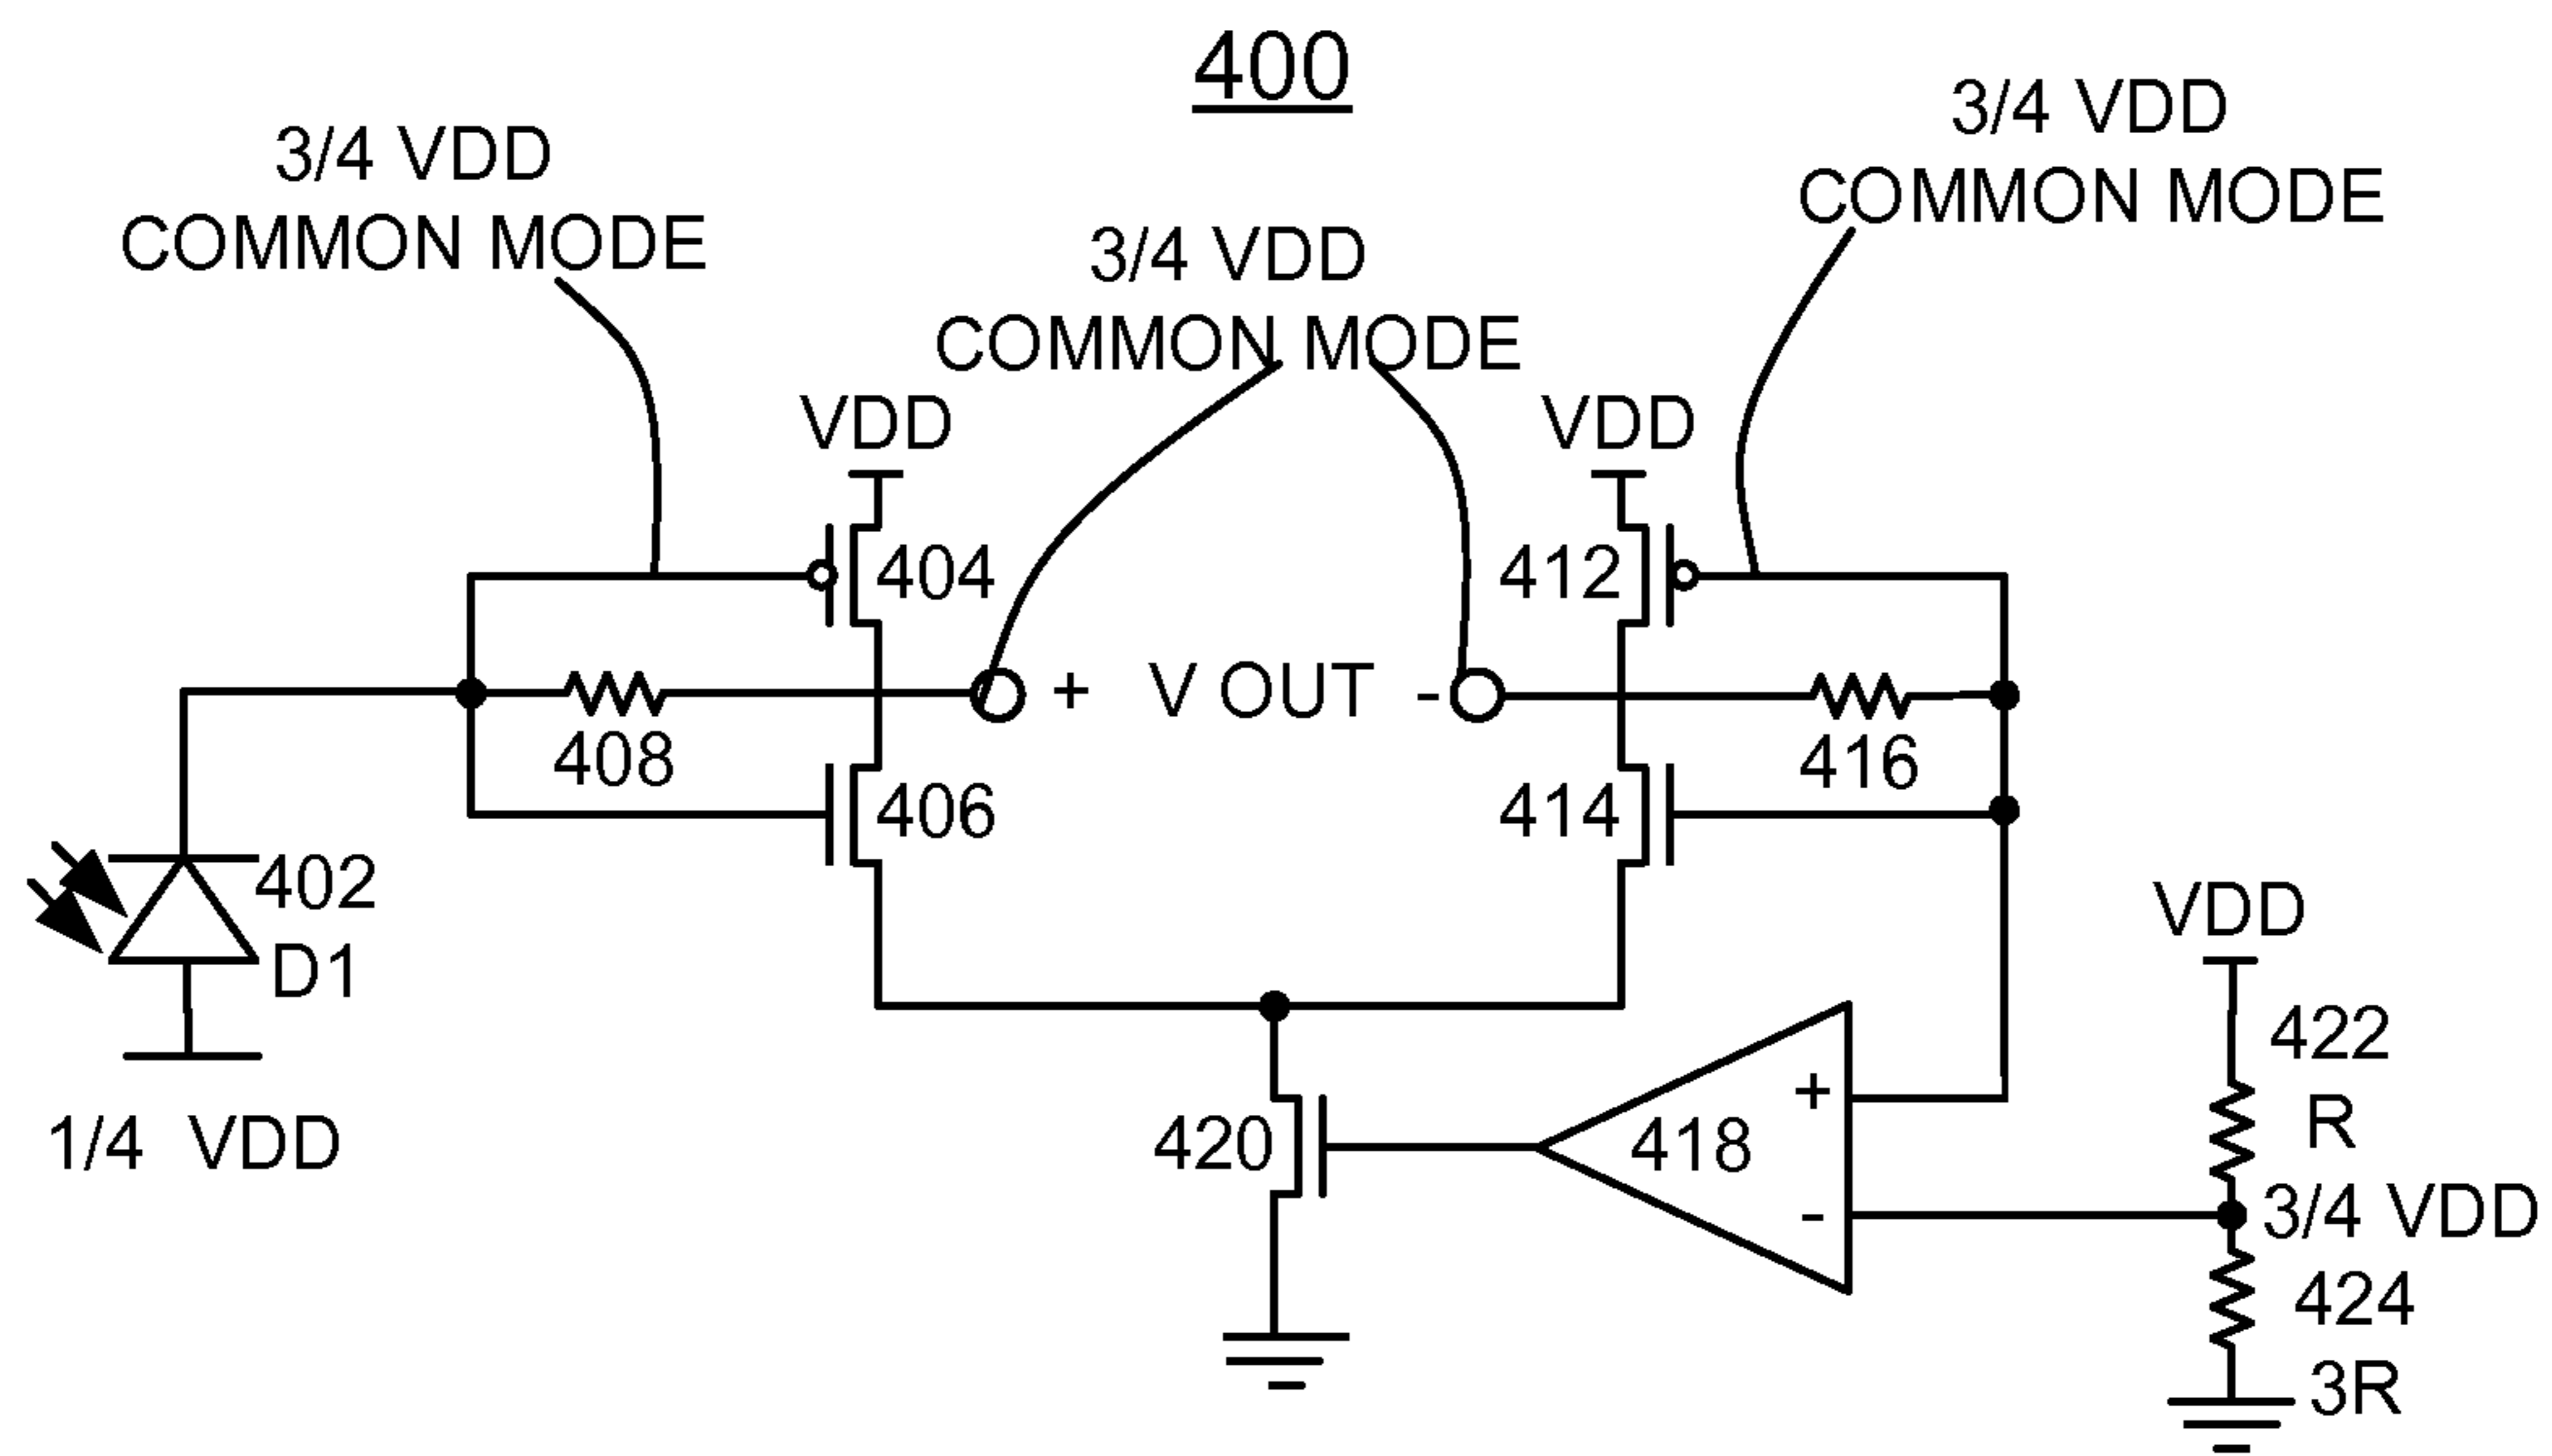 400
3/4 VDD
COMMON MODE
3/4 VDD
COMMON MODE
3/4 VDD
COMMON MODE
VDD
VDD
404
412
+ V OUT -
408
416
406
414
402
D1
1/4 VDD
VDD
422
R
+
418
-
420
3/4 VDD
424
3R